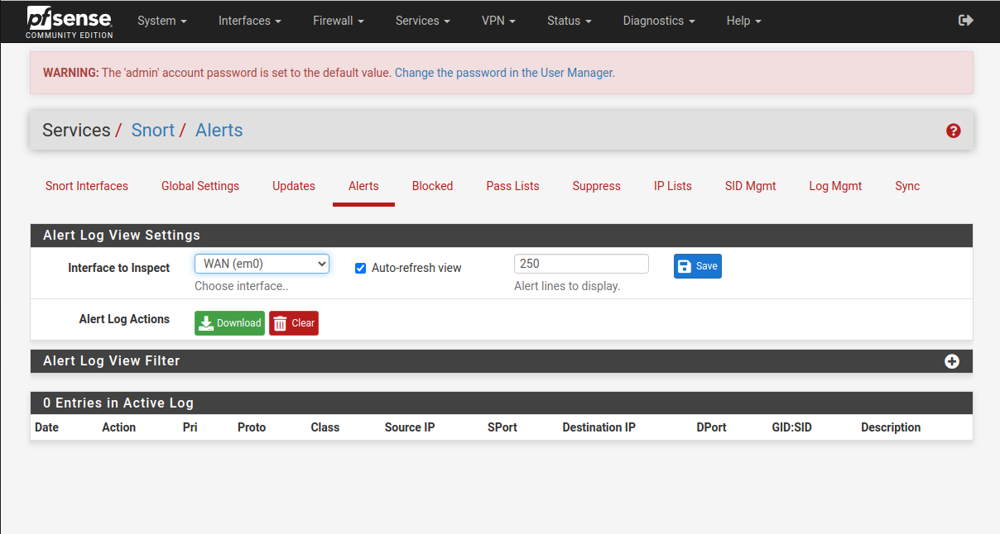 pfsense COMMUNITY EDITION System Interfaces Firewall Services VPN Status Diagnostics Help
WARNING: The 'admin' account password is set to the default value. Change the password in the User Manager.
Services / Snort / Alerts
Snort Interfaces Global Settings Updates Alerts Blocked Pass Lists Suppress IP Lists SID Mgmt Log Mgmt Sync
Alert Log View Settings
Interface to Inspect WAN (em0) Auto-refresh view 250 Save
Choose interface.. Alert lines to display.
Alert Log Actions Download Clear
Alert Log View Filter
0 Entries in Active Log
Date Action Pri Proto Class Source IP SPort Destination IP DPort GID:SID Description